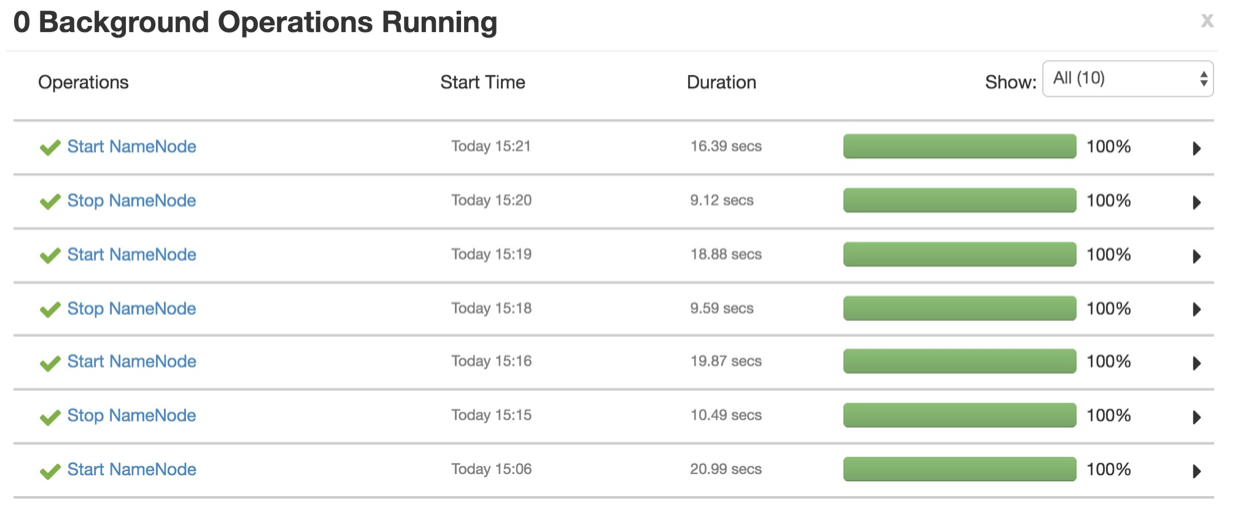 0 Background Operations Running x
Operations Start Time Duration Show: All (10)
Start NameNode Today 15:21 16.39 secs 100%
Stop NameNode Today 15:20 9.12 secs 100%
Start NameNode Today 15:19 18.88 secs 100%
Stop NameNode Today 15:18 9.59 secs 100%
Start NameNode Today 15:16 19.87 secs 100%
Stop NameNode Today 15:15 10.49 secs 100%
Start NameNode Today 15:06 20.99 secs 100%